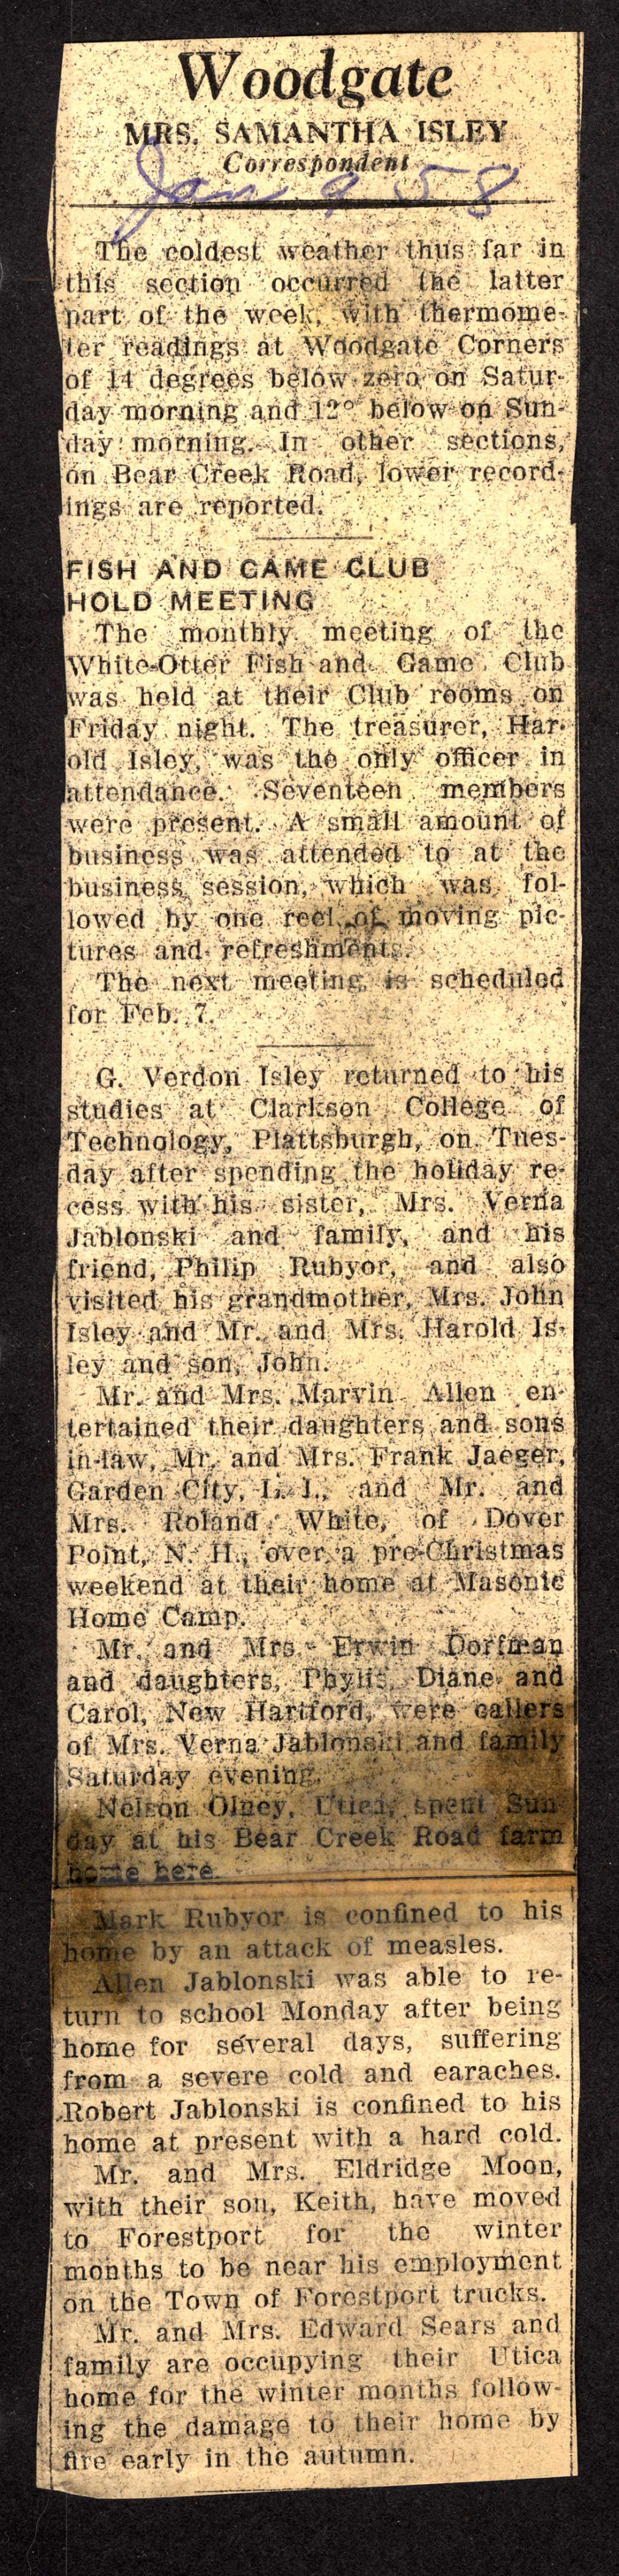 Woodgate
MRS. SAMANTHA ISLEY
Correspondent
Jan 9 58
The coldest weather thus far in
this section occurred the latter
part of the week, with thermome-
ter readings at Woodgate Corners
of 14 degrees below zero on Satur-
day morning and 12° below on Sun-
day morning. In other sections,
on Bear Creek Road, lower record-
ings are reported.
FISH AND GAME CLUB
HOLD MEETING
The monthly meeting of the
White-Otter Fish and Game Club
was held at their Club rooms on
Friday night. The treasurer, Har-
old Isley, was the only officer in
attendance. Seventeen members
were present. A small amount of
business was attended to at the
business session, which was fol-
lowed by one reel of moving pic-
tures and refreshments.
The next meeting is scheduled
for Feb. 7.
G. Verdon Isley returned to his
studies at Clarkson College of
Technology, Plattsburgh, on Tues-
day after spending the holiday re-
cess with his sister, Mrs. Verna
Jablonski and family, and his
friend, Philip Rubyor, and also
visited his grandmother, Mrs. John
Isley and Mr. and Mrs. Harold Is-
ley and son, John.
Mr. and Mrs. Marvin Allen en-
tertained their daughters and sons
in-law, Mr. and Mrs. Frank Jaeger,
Garden City, L. I., and Mr. and
Mrs. Roland White, of Dover
Point, N. H., over a pre-Christmas
weekend at their home at Masonic
Home Camp.
Mr. and Mrs. Erwin Dorfman
and daughters, Phylis, Diane and
Carol, New Hartford, were callers
of Mrs. Verna Jablonski and family
Saturday evening.
Nelson Olney, Utica, spent Sun-
day at his Bear Creek Road farm
home here.
Mark Rubyor is confined to his
home by an attack of measles.
Allen Jablonski was able to re-
turn to school Monday after being
home for several days, suffering
from a severe cold and earaches.
Robert Jablonski is confined to his
home at present with a hard cold.
Mr. and Mrs. Eldridge Moon,
with their son, Keith, have moved
to Forestport for the winter
months to be near his employment
on the Town of Forestport trucks.
Mr. and Mrs. Edward Sears and
family are occupying their Utica
home for the winter months follow-
ing the damage to their home by
fire early in the autumn.